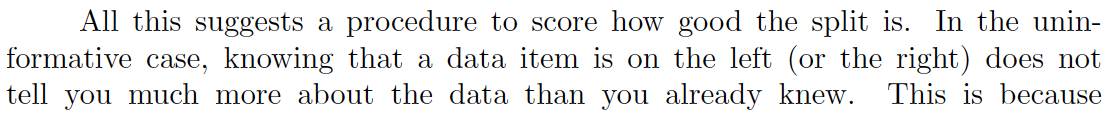 All this suggests a procedure to score how good the split is. In the unin-
formative case, knowing that a data item is on the left (or the right) does not
tell you much more about the data than you already knew. This is because